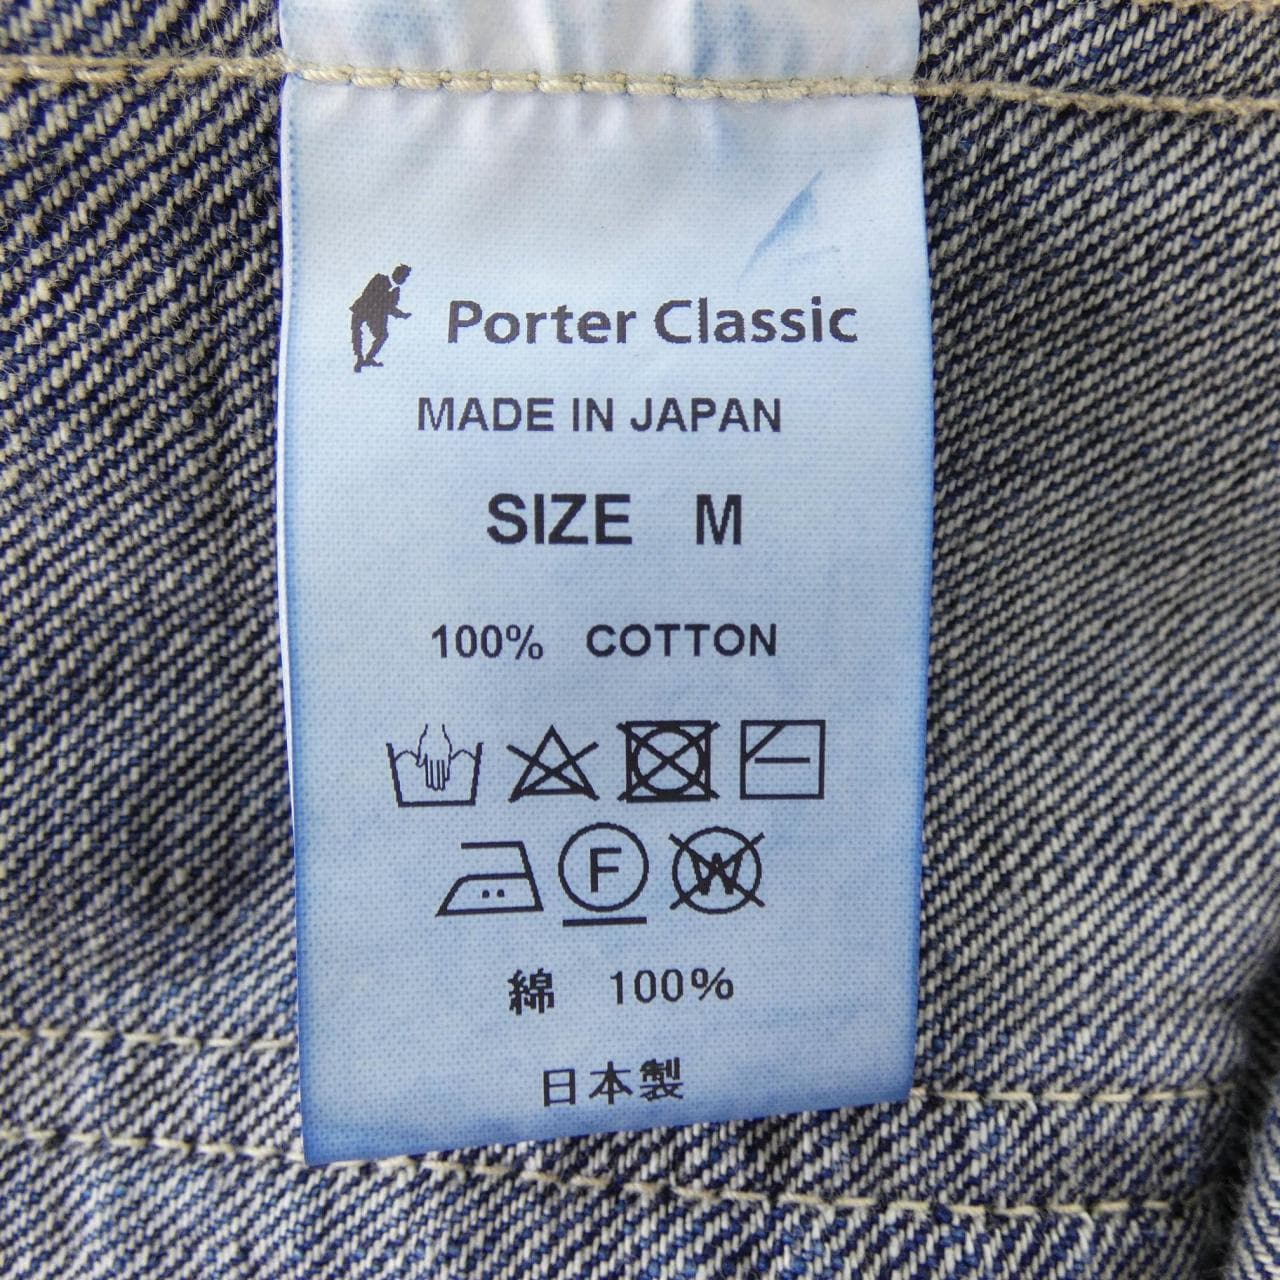 Porter Classic
MADE IN JAPAN
SIZE M
100% COTTON
F W
綿 100%
日本製